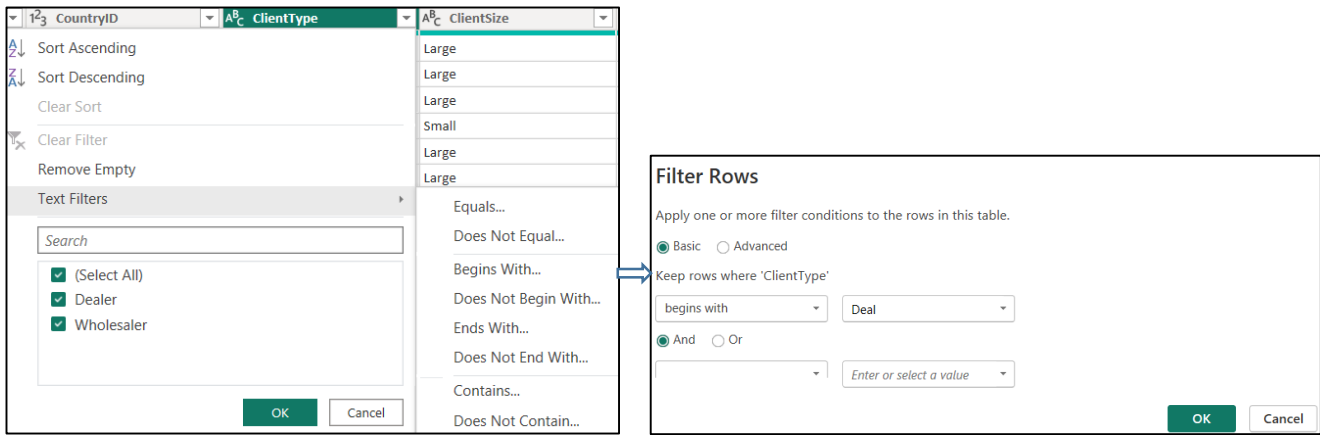 1²3 CountryID
ABC ClientType
ABC ClientSize
Sort Ascending
Sort Descending
Clear Sort
Clear Filter
Remove Empty
Text Filters
Search
(Select All)
Dealer
Wholesaler
OK
Cancel
Large
Large
Large
Small
Large
Large
Equals...
Does Not Equal...
Begins With...
Does Not Begin With...
Ends With...
Does Not End With...
Contains...
Does Not Contain...
Filter Rows
Apply one or more filter conditions to the rows in this table.
Basic Advanced
Keep rows where 'ClientType'
begins with Deal
And Or
Enter or select a value
OK Cancel